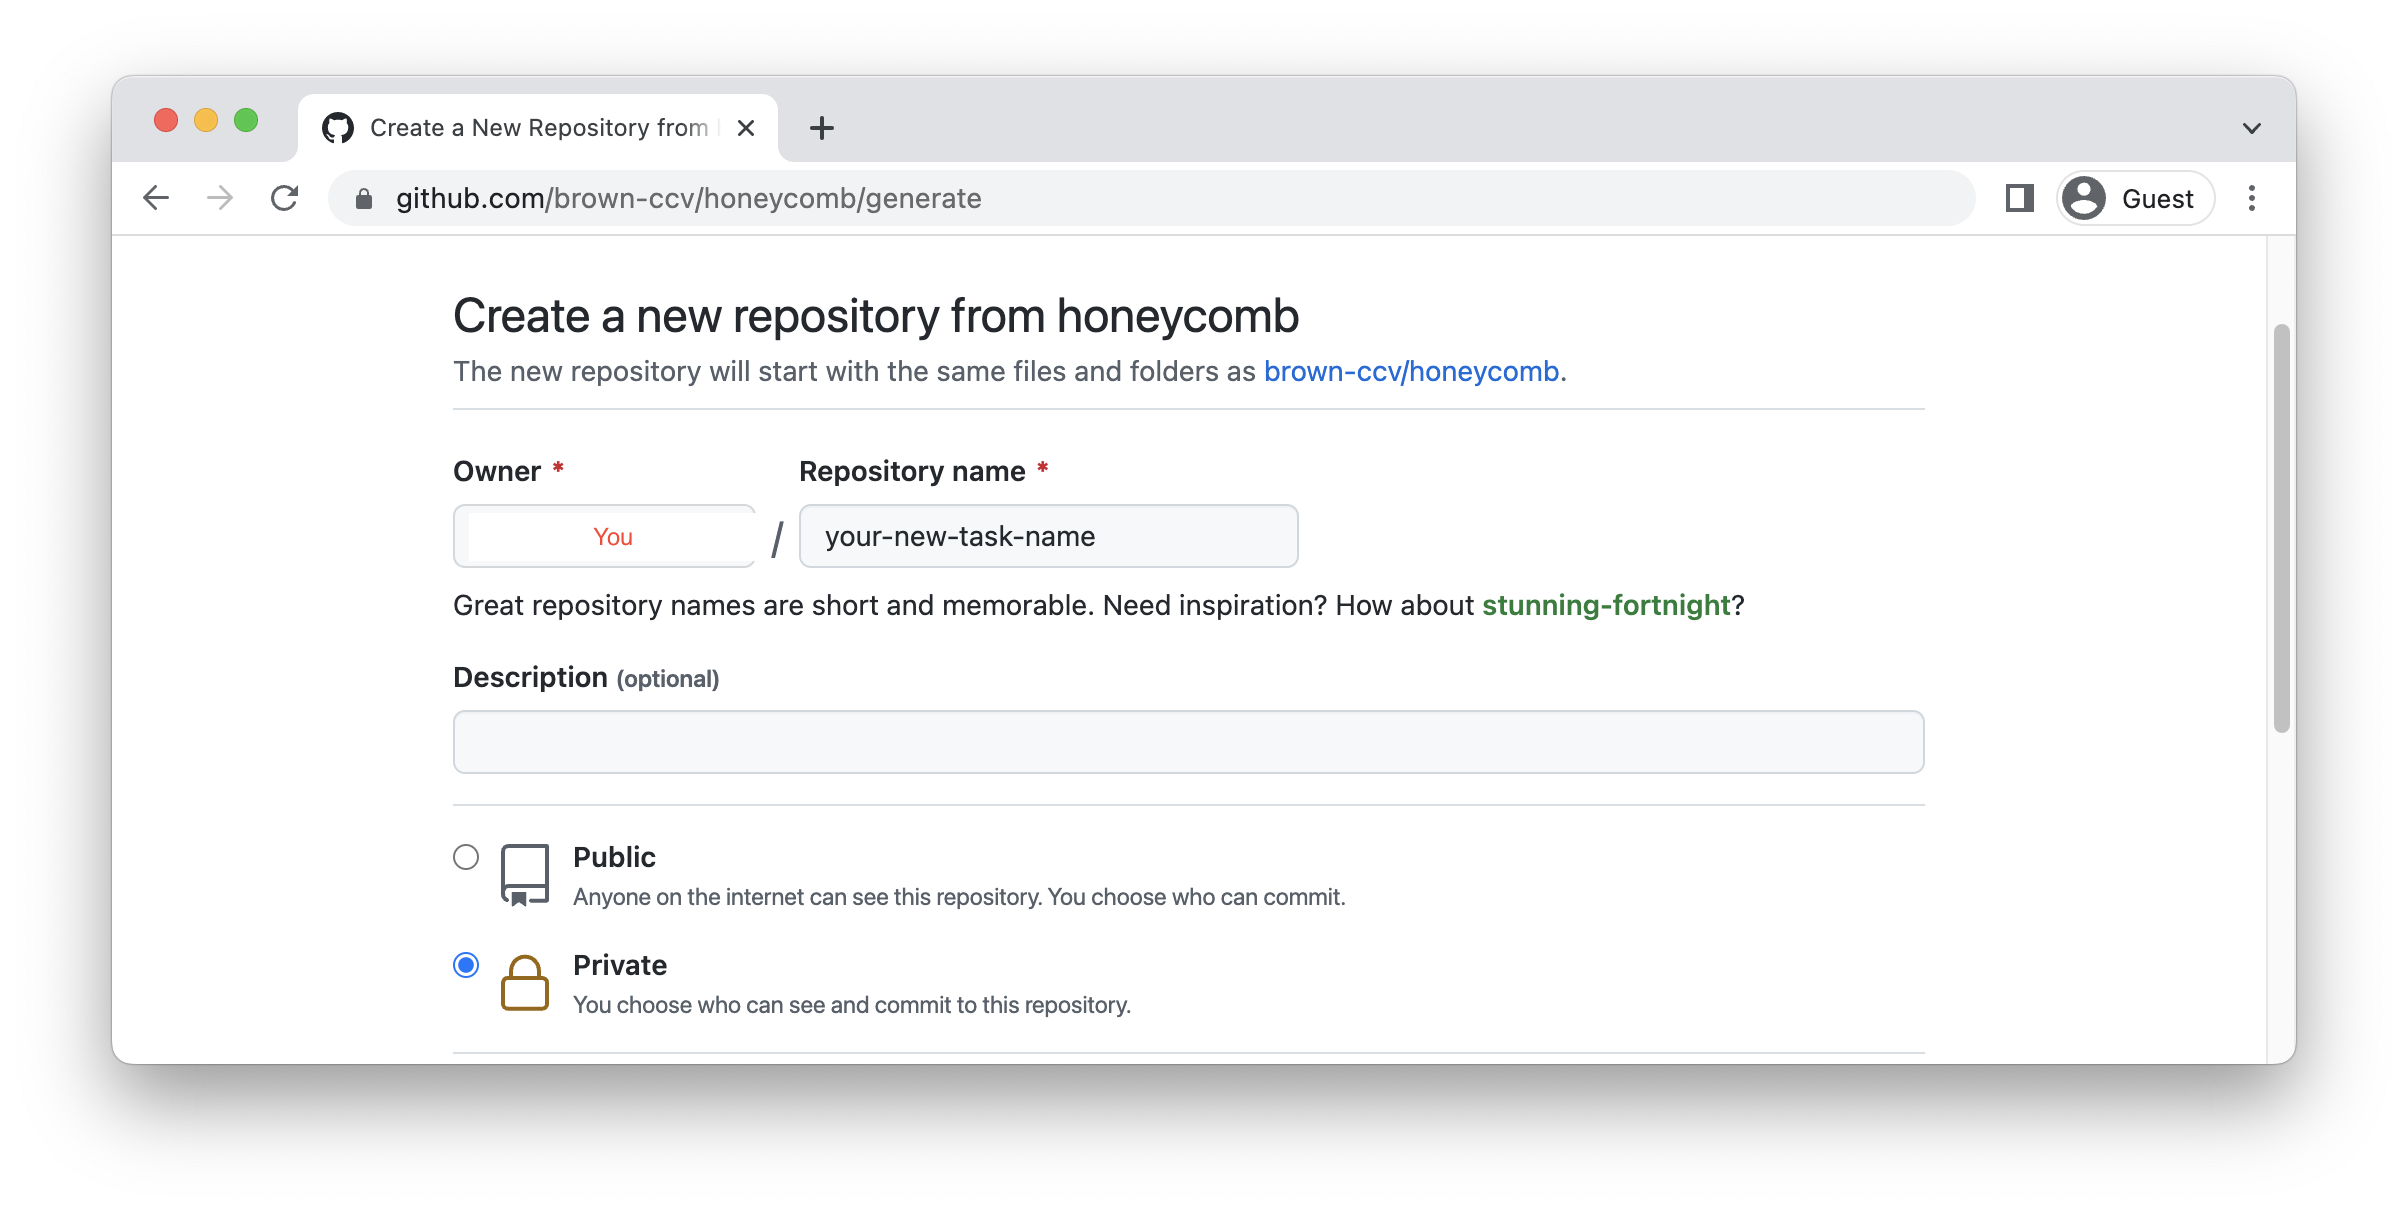 Create a New Repository from
github.com/brown-ccv/honeycomb/generate
Guest
Create a new repository from honeycomb
The new repository will start with the same files and folders as brown-ccv/honeycomb.
Owner * Repository name *
You / your-new-task-name
Great repository names are short and memorable. Need inspiration? How about stunning-fortnight?
Description (optional)
Public
Anyone on the internet can see this repository. You choose who can commit.
Private
You choose who can see and commit to this repository.